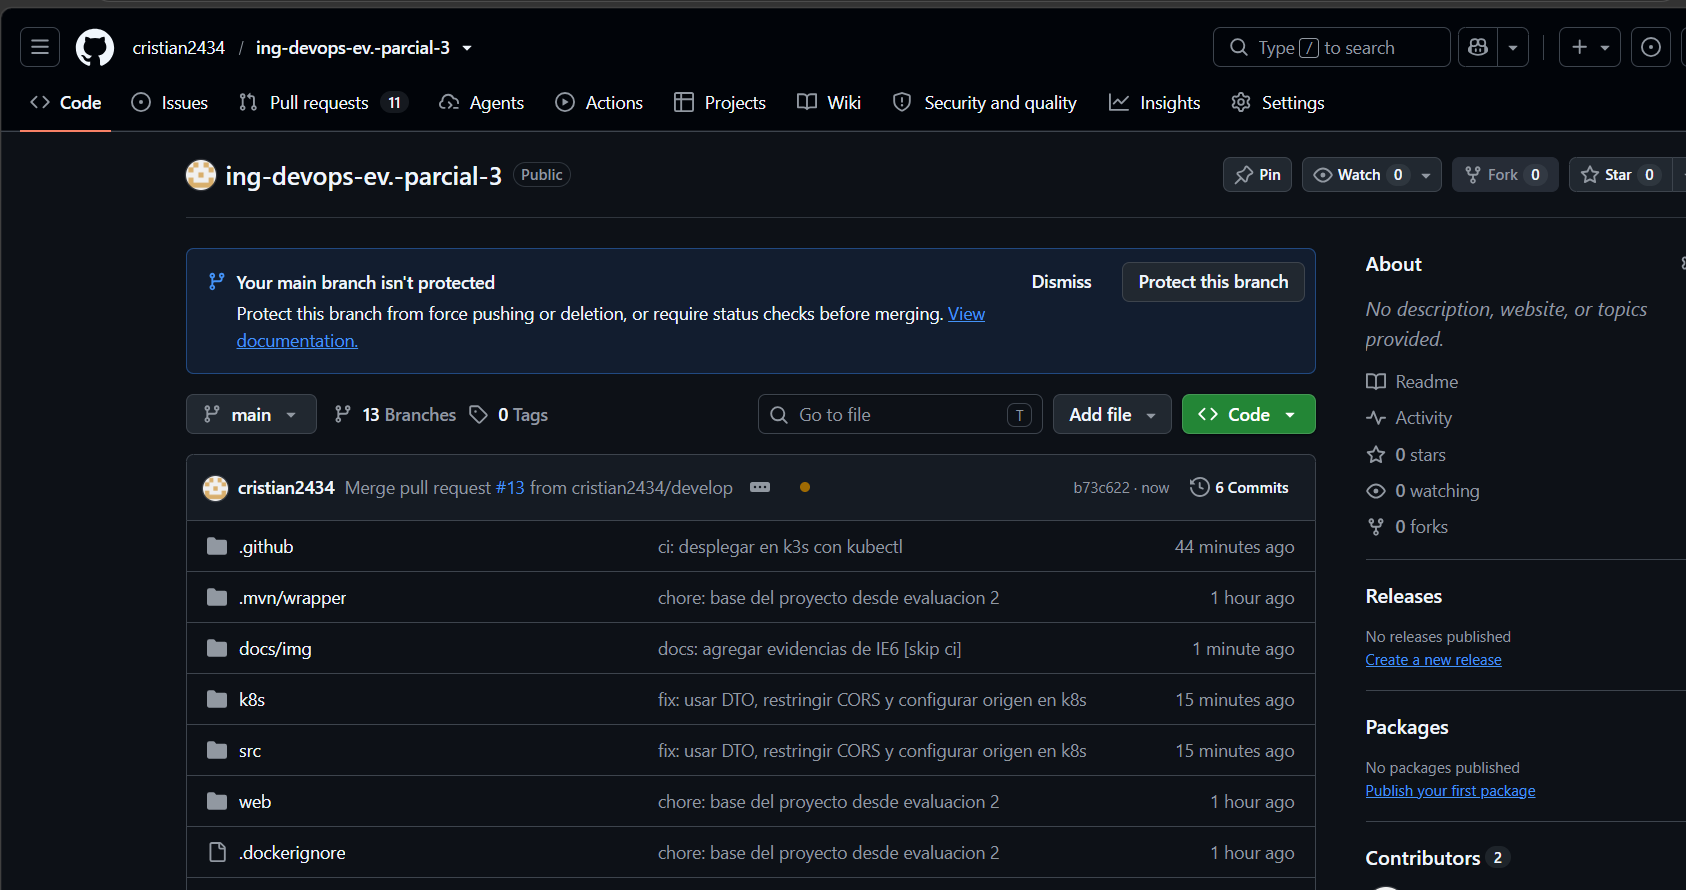 cristian2434 / ing-devops-ev.-parcial-3
Type / to search
Code Issues Pull requests 11 Agents Actions Projects Wiki Security and quality Insights Settings
ing-devops-ev.-parcial-3 Public
Pin Watch 0 Fork 0 Star 0
Your main branch isn't protected
Protect this branch from force pushing or deletion, or require status checks before merging. View
documentation.
Dismiss Protect this branch
main 13 Branches 0 Tags
Go to file T Add file Code
cristian2434 Merge pull request #13 from cristian2434/develop b73c622 · now 6 Commits
.github ci: desplegar en k3s con kubectl 44 minutes ago
.mvn/wrapper chore: base del proyecto desde evaluacion 2 1 hour ago
docs/img docs: agregar evidencias de IE6 [skip ci] 1 minute ago
k8s fix: usar DTO, restringir CORS y configurar origen en k8s 15 minutes ago
src fix: usar DTO, restringir CORS y configurar origen en k8s 15 minutes ago
web chore: base del proyecto desde evaluacion 2 1 hour ago
.dockerignore chore: base del proyecto desde evaluacion 2 1 hour ago
About
No description, website, or topics
provided.
Readme
Activity
0 stars
0 watching
0 forks
Releases
No releases published
Create a new release
Packages
No packages published
Publish your first package
Contributors 2